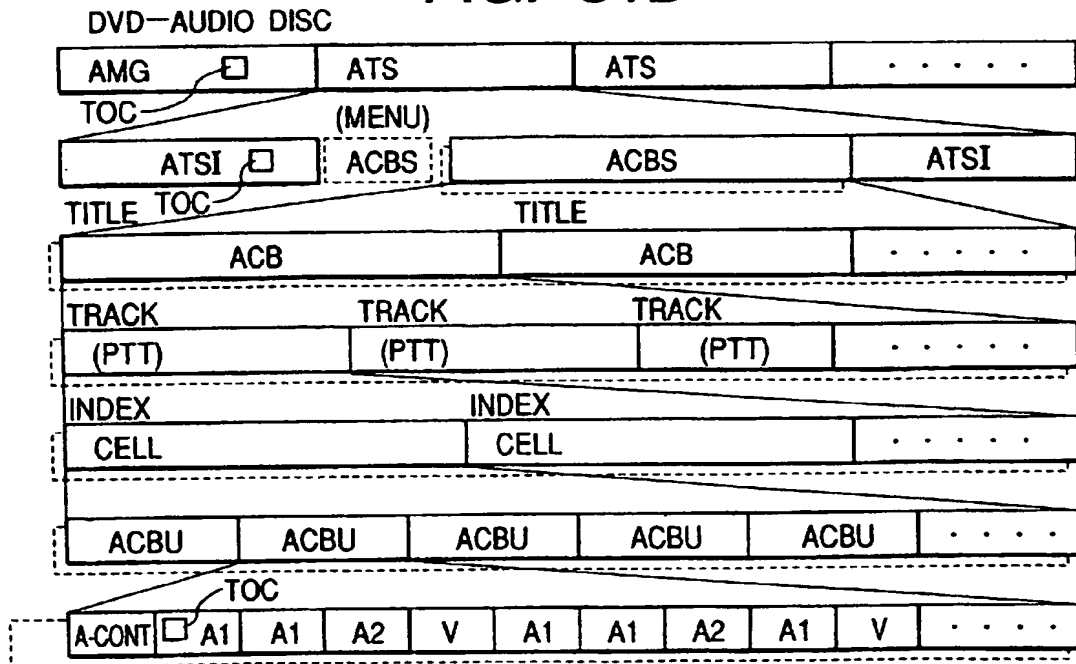 DVD-AUDIO DISC
AMG ATS ATS · · · · ·
TOC
(MENU)
ATSI ACBS ACBS ATSI
TOC
TITLE TITLE
ACB ACB · · · · ·
TRACK TRACK TRACK
(PTT) (PTT) (PTT) · · · · ·
INDEX INDEX
CELL CELL · · · · ·
ACBU ACBU ACBU ACBU ACBU · · · ·
TOC
A-CONT A1 A1 A2 V A1 A1 A2 A1 V · · · ·